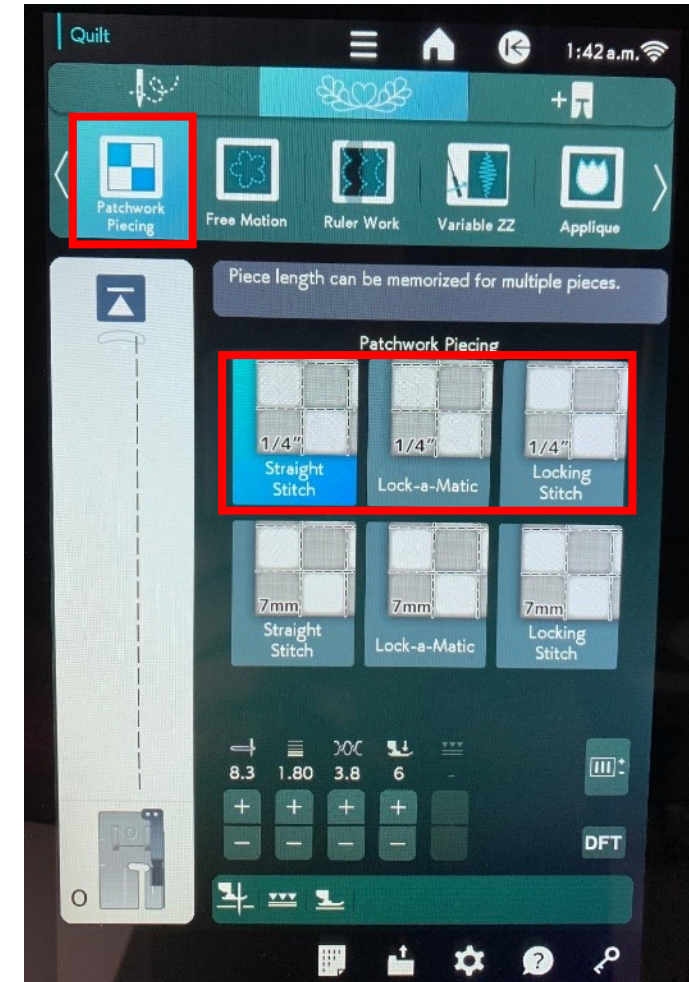 Quilt
1:42 a.m.
Patchwork
Piecing
Free Motion
Ruler Work
Variable ZZ
Applique
Piece length can be memorized for multiple pieces.
Patchwork Piecing
1/4"
Straight
Stitch
1/4"
Lock-a-Matic
1/4"
Locking
Stitch
7mm
Straight
Stitch
7mm
Lock-a-Matic
7mm
Locking
Stitch
8.3 1.80 3.8 6 -
+ + + +
- - - -
DFT
O